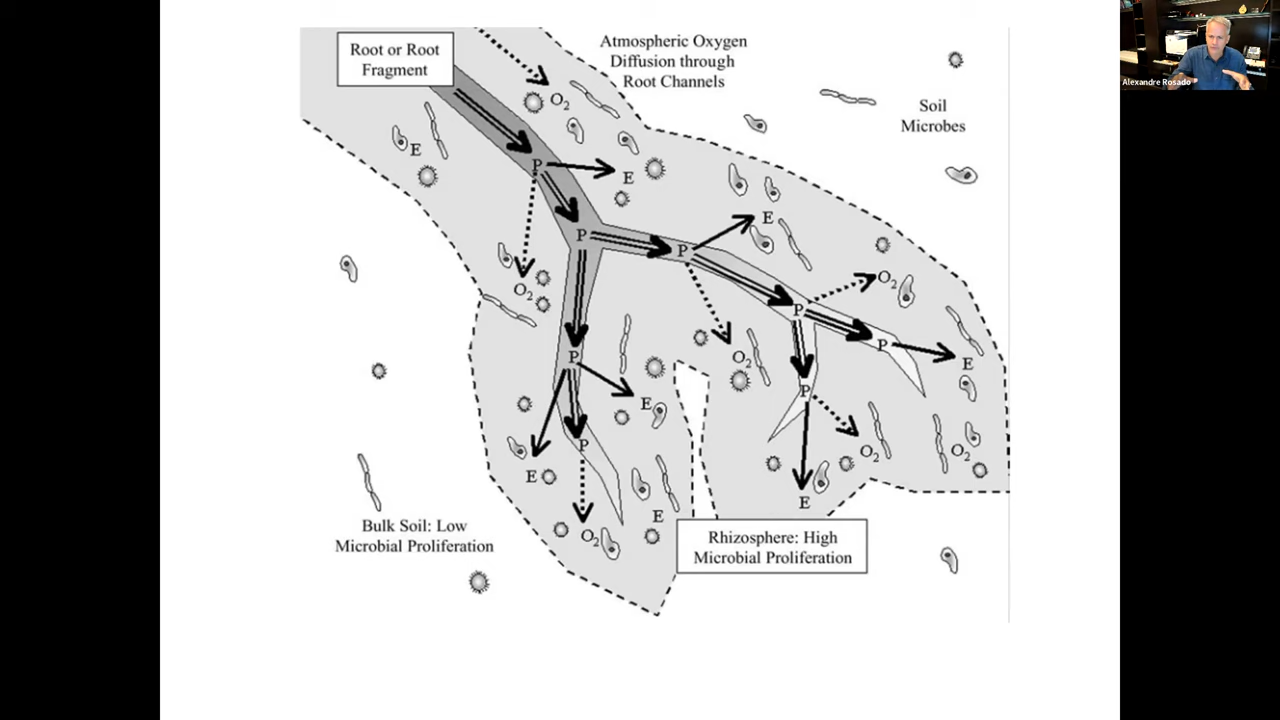 Root or Root
Fragment
Atmospheric Oxygen
Diffusion through
Root Channels
Alexandre Rosado
Soil
Microbes
O2
E
P
E
P
P
E
O2
O2
P
O2
P
P
E
O2
E
P
P
E
O2
O2
E
E
E
O2
Bulk Soil: Low
Microbial Proliferation
Rhizosphere: High
Microbial Proliferation